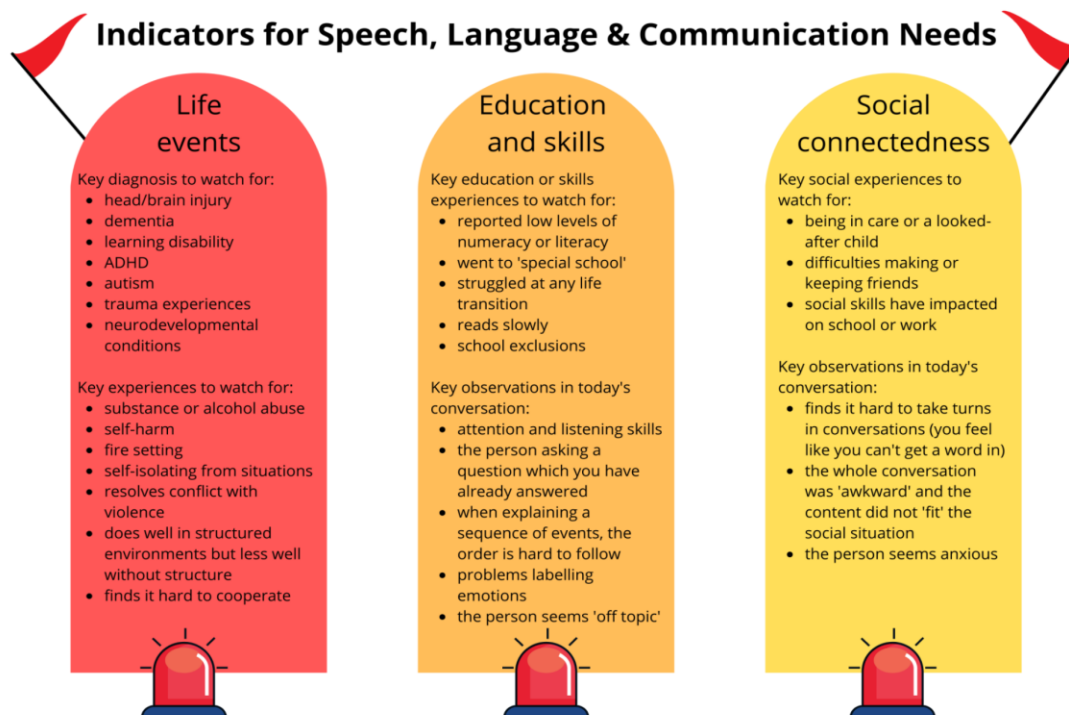 Indicators for Speech, Language & Communication Needs
Life
events
Key diagnosis to watch for:
• head/brain injury
• dementia
• learning disability
• ADHD
• autism
• trauma experiences
• neurodevelopmental
conditions
Key experiences to watch for:
• substance or alcohol abuse
• self-harm
• fire setting
• self-isolating from situations
• resolves conflict with
violence
• does well in structured
environments but less well
without structure
• finds it hard to cooperate
Education
and skills
Key education or skills
experiences to watch for:
• reported low levels of
numeracy or literacy
• went to 'special school'
• struggled at any life
transition
• reads slowly
• school exclusions
Key observations in today's
conversation:
• attention and listening skills
• the person asking a
question which you have
already answered
• when explaining a
sequence of events, the
order is hard to follow
• problems labelling
emotions
• the person seems 'off topic'
Social
connectedness
Key social experiences to
watch for:
• being in care or a looked-
after child
• difficulties making or
keeping friends
• social skills have impacted
on school or work
Key observations in today's
conversation:
• finds it hard to take turns
in conversations (you feel
like you can't get a word in)
• the whole conversation
was 'awkward' and the
content did not 'fit' the
social situation
• the person seems anxious